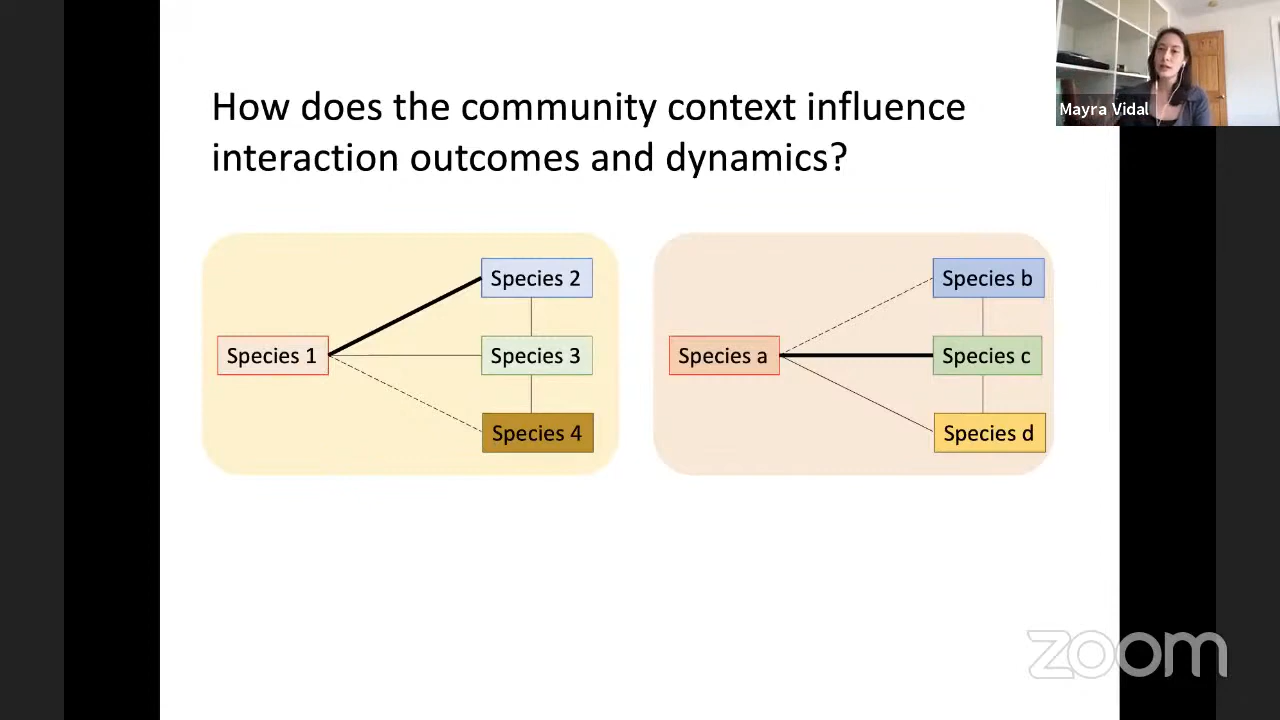 How does the community context influence
interaction outcomes and dynamics?
Mayra Vidal
Species 2
Species 1
Species 3
Species 4
Species b
Species a
Species c
Species d
zoom